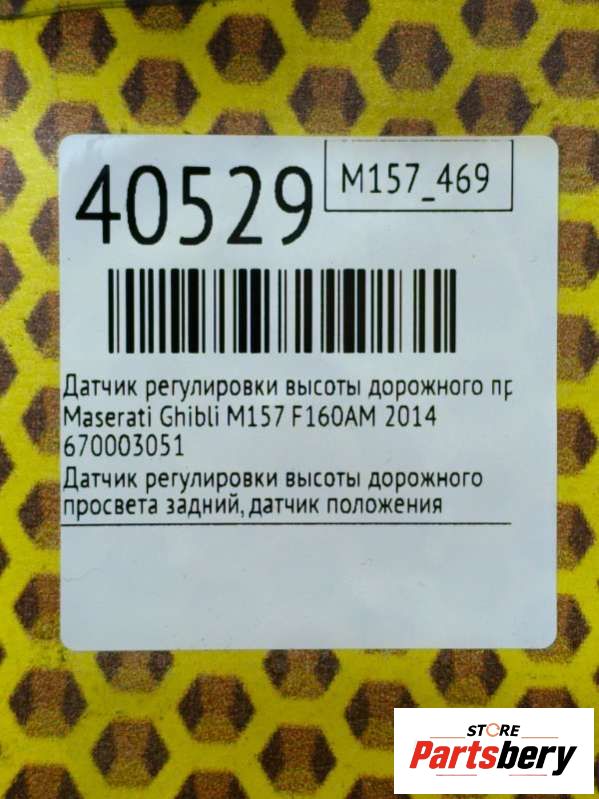 40529
M157_469
Датчик регулировки высоты дорожного пр
Maserati Ghibli M157 F160AM 2014
670003051
Датчик регулировки высоты дорожного
просвета задний, датчик положения
STORE
Partsbery